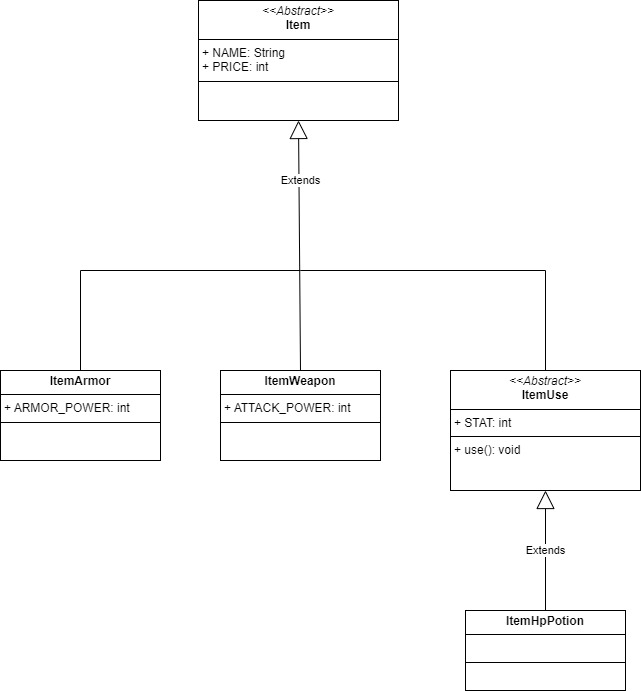 <<Abstract>>
Item
+ NAME: String
+ PRICE: int
Extends
ItemArmor
+ ARMOR_POWER: int
ItemWeapon
+ ATTACK_POWER: int
<<Abstract>>
ItemUse
+ STAT: int
+ use(): void
Extends
ItemHpPotion